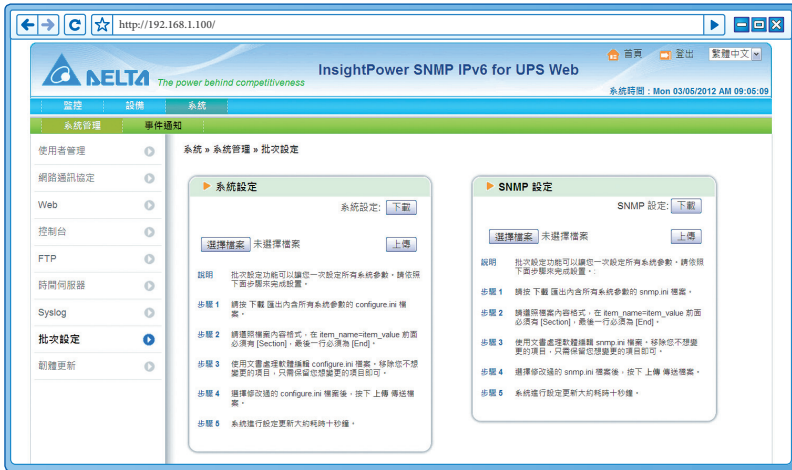 http://192.168.1.100/
首頁 登出 繁體中文
DELTA The power behind competitiveness
InsightPower SNMP IPv6 for UPS Web
系統時間 : Mon 03/05/2012 AM 09:06:09
監控 設備 系統
系統管理 事件通知
使用者管理
網路通訊協定
Web
控制台
FTP
時間伺服器
Syslog
批次設定
韌體更新
系統 » 系統管理 » 批次設定
系統設定
系統設定: 下載
選擇檔案 未選擇檔案 上傳
說明 批次設定功能可以讓您一次設定所有系統參數。請依照
下面步驟來完成設置。
步驟 1 請按 下載 匯出內含所有系統參數的 configure.ini 檔
案。
步驟 2 請遵照檔案內容格式,在 item_name=item_value 前面
必須有 [Section],最後一行必須為 [End]。
步驟 3 使用文書處理軟體編輯 configure.ini 檔案。移除您不想
變更的項目,只需保留您想變更的項目即可。
步驟 4 選擇修改過的 configure.ini 檔案後,按下 上傳 傳送檔
案。
步驟 5 系統進行設定更新大約耗時十秒鐘。
SNMP 設定
SNMP 設定: 下載
選擇檔案 未選擇檔案 上傳
說明 批次設定功能可以讓您一次設定所有系統參數。請依照
下面步驟來完成設置。:
步驟 1 請按 下載 匯出內含所有系統參數的 snmp.ini 檔案。
步驟 2 請遵照檔案內容格式,在 item_name=item_value 前面
必須有 [Section],最後一行必須為 [End]。
步驟 3 使用文書處理軟體編輯 snmp.ini 檔案。移除您不想變
更的項目,只需保留您想變更的項目即可。
步驟 4 選擇修改過的 snmp.ini 檔案後,按下 上傳 傳送檔案。
步驟 5 系統進行設定更新大約耗時十秒鐘。